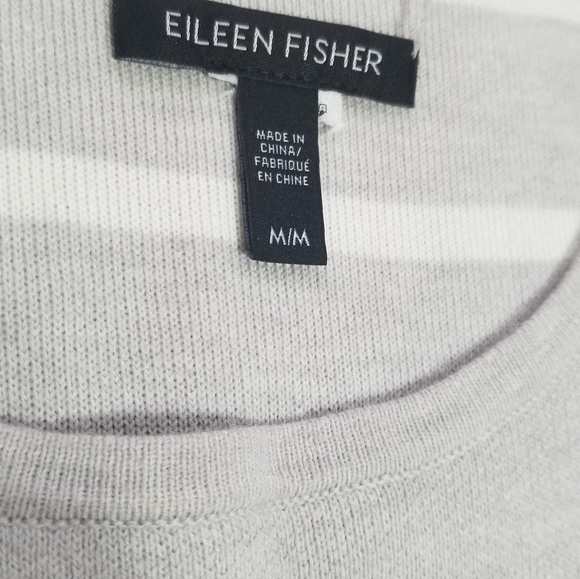 EILEEN FISHER
MADE IN
CHINA/
FABRIQUÉ
EN CHINE
M/M